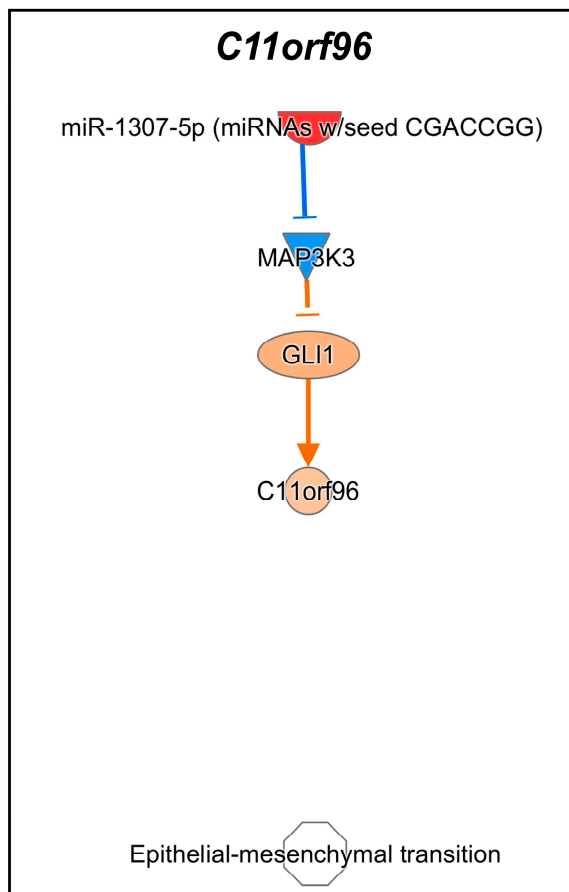 C11orf96
miR-1307-5p (miRNAs w/seed CGACCGG)
MAP3K3
GLI1
C11orf96
Epithelial-mesenchymal transition